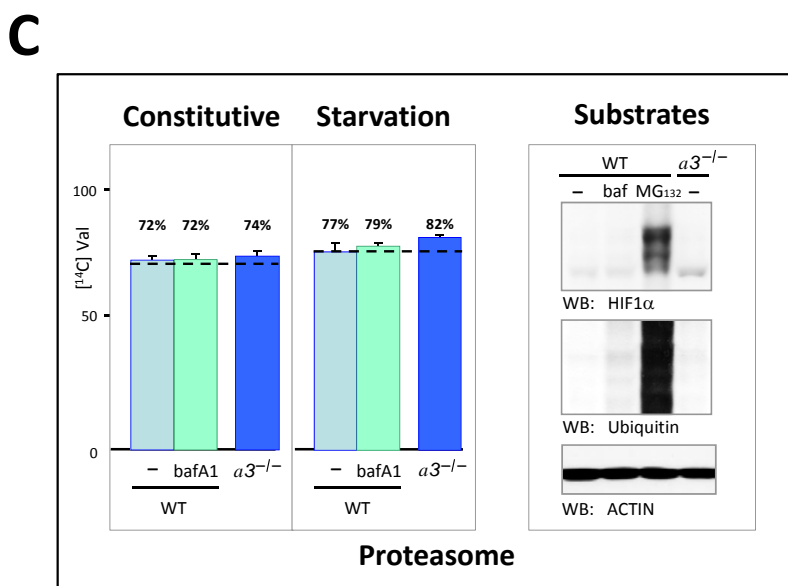 C
Constitutive
Starvation
Substrates
100
50
0
[¹⁴C] Val
72%
72%
74%
77%
79%
82%
– bafA1 a3⁻/⁻
WT
– bafA1 a3⁻/⁻
WT
WT a3⁻/⁻
– baf MG₁₃₂ –
WB: HIF1α
WB: Ubiquitin
WB: ACTIN
Proteasome